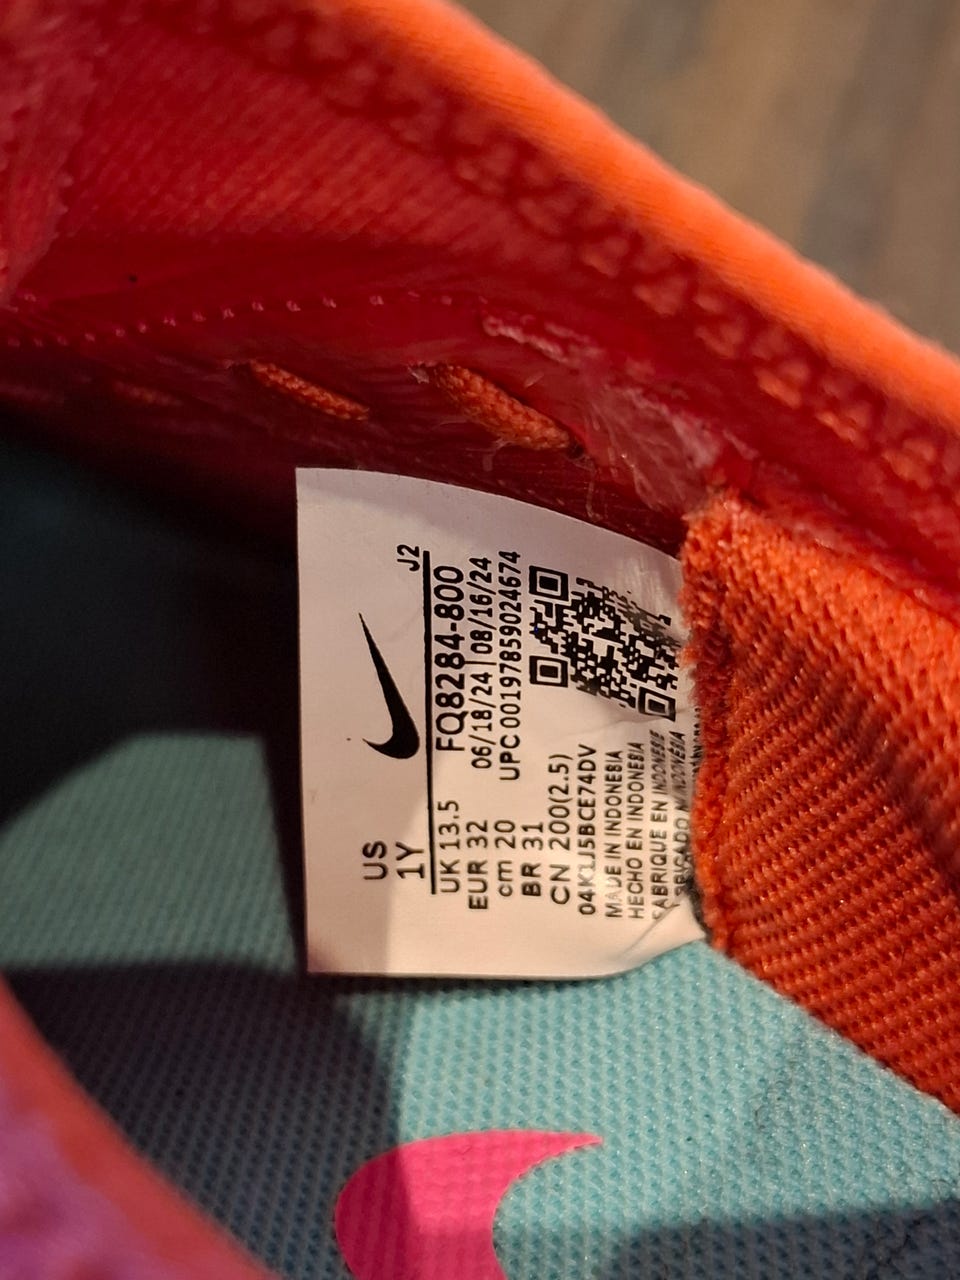 US
1Y
J2
UK 13.5
FQ8284-800
EUR 32
06/18/24 | 08/16/24
cm 20
UPC 00197859024674
BR 31
CN 200(2.5)
04KLJ5BCE74DV
MADE IN INDONESIA
HECHO EN INDONESIA
FABRIQUE EN INDONESIE